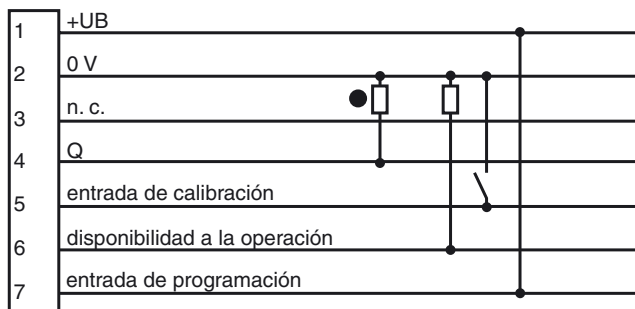 1 +UB
2 0 V
3 n. c.
4 Q
5 entrada de calibración
6 disponibilidad a la operación
7 entrada de programación